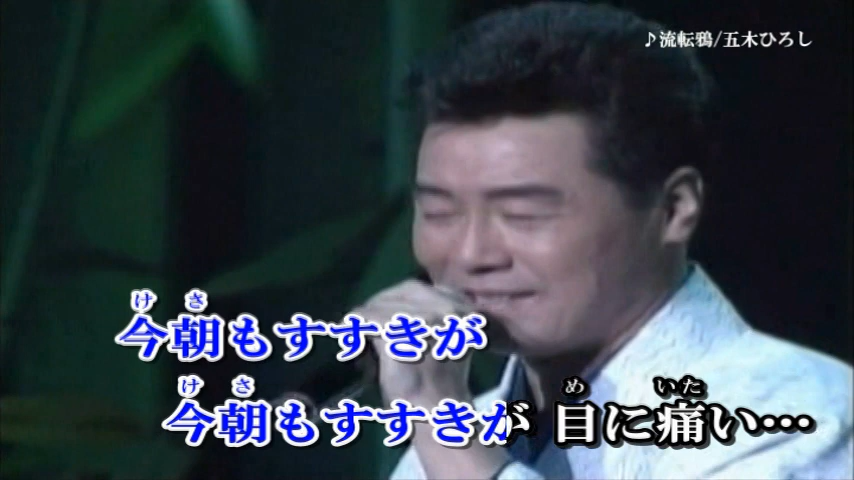 ♪流転鴉/五木ひろし
けさ
今朝もすすきが
けさ めいた
今朝もすすきが 目に痛い…